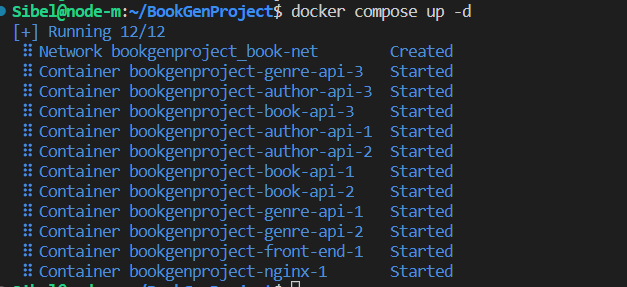 Sibel@node-m:~/BookGenProject$ docker compose up -d
[+] Running 12/12
⠿ Network bookgenproject_book-net Created
⠿ Container bookgenproject-genre-api-3 Started
⠿ Container bookgenproject-author-api-3 Started
⠿ Container bookgenproject-book-api-3 Started
⠿ Container bookgenproject-author-api-1 Started
⠿ Container bookgenproject-author-api-2 Started
⠿ Container bookgenproject-book-api-1 Started
⠿ Container bookgenproject-book-api-2 Started
⠿ Container bookgenproject-genre-api-1 Started
⠿ Container bookgenproject-genre-api-2 Started
⠿ Container bookgenproject-front-end-1 Started
⠿ Container bookgenproject-nginx-1 Started
Sibel@node-m:~/BookGenProject$